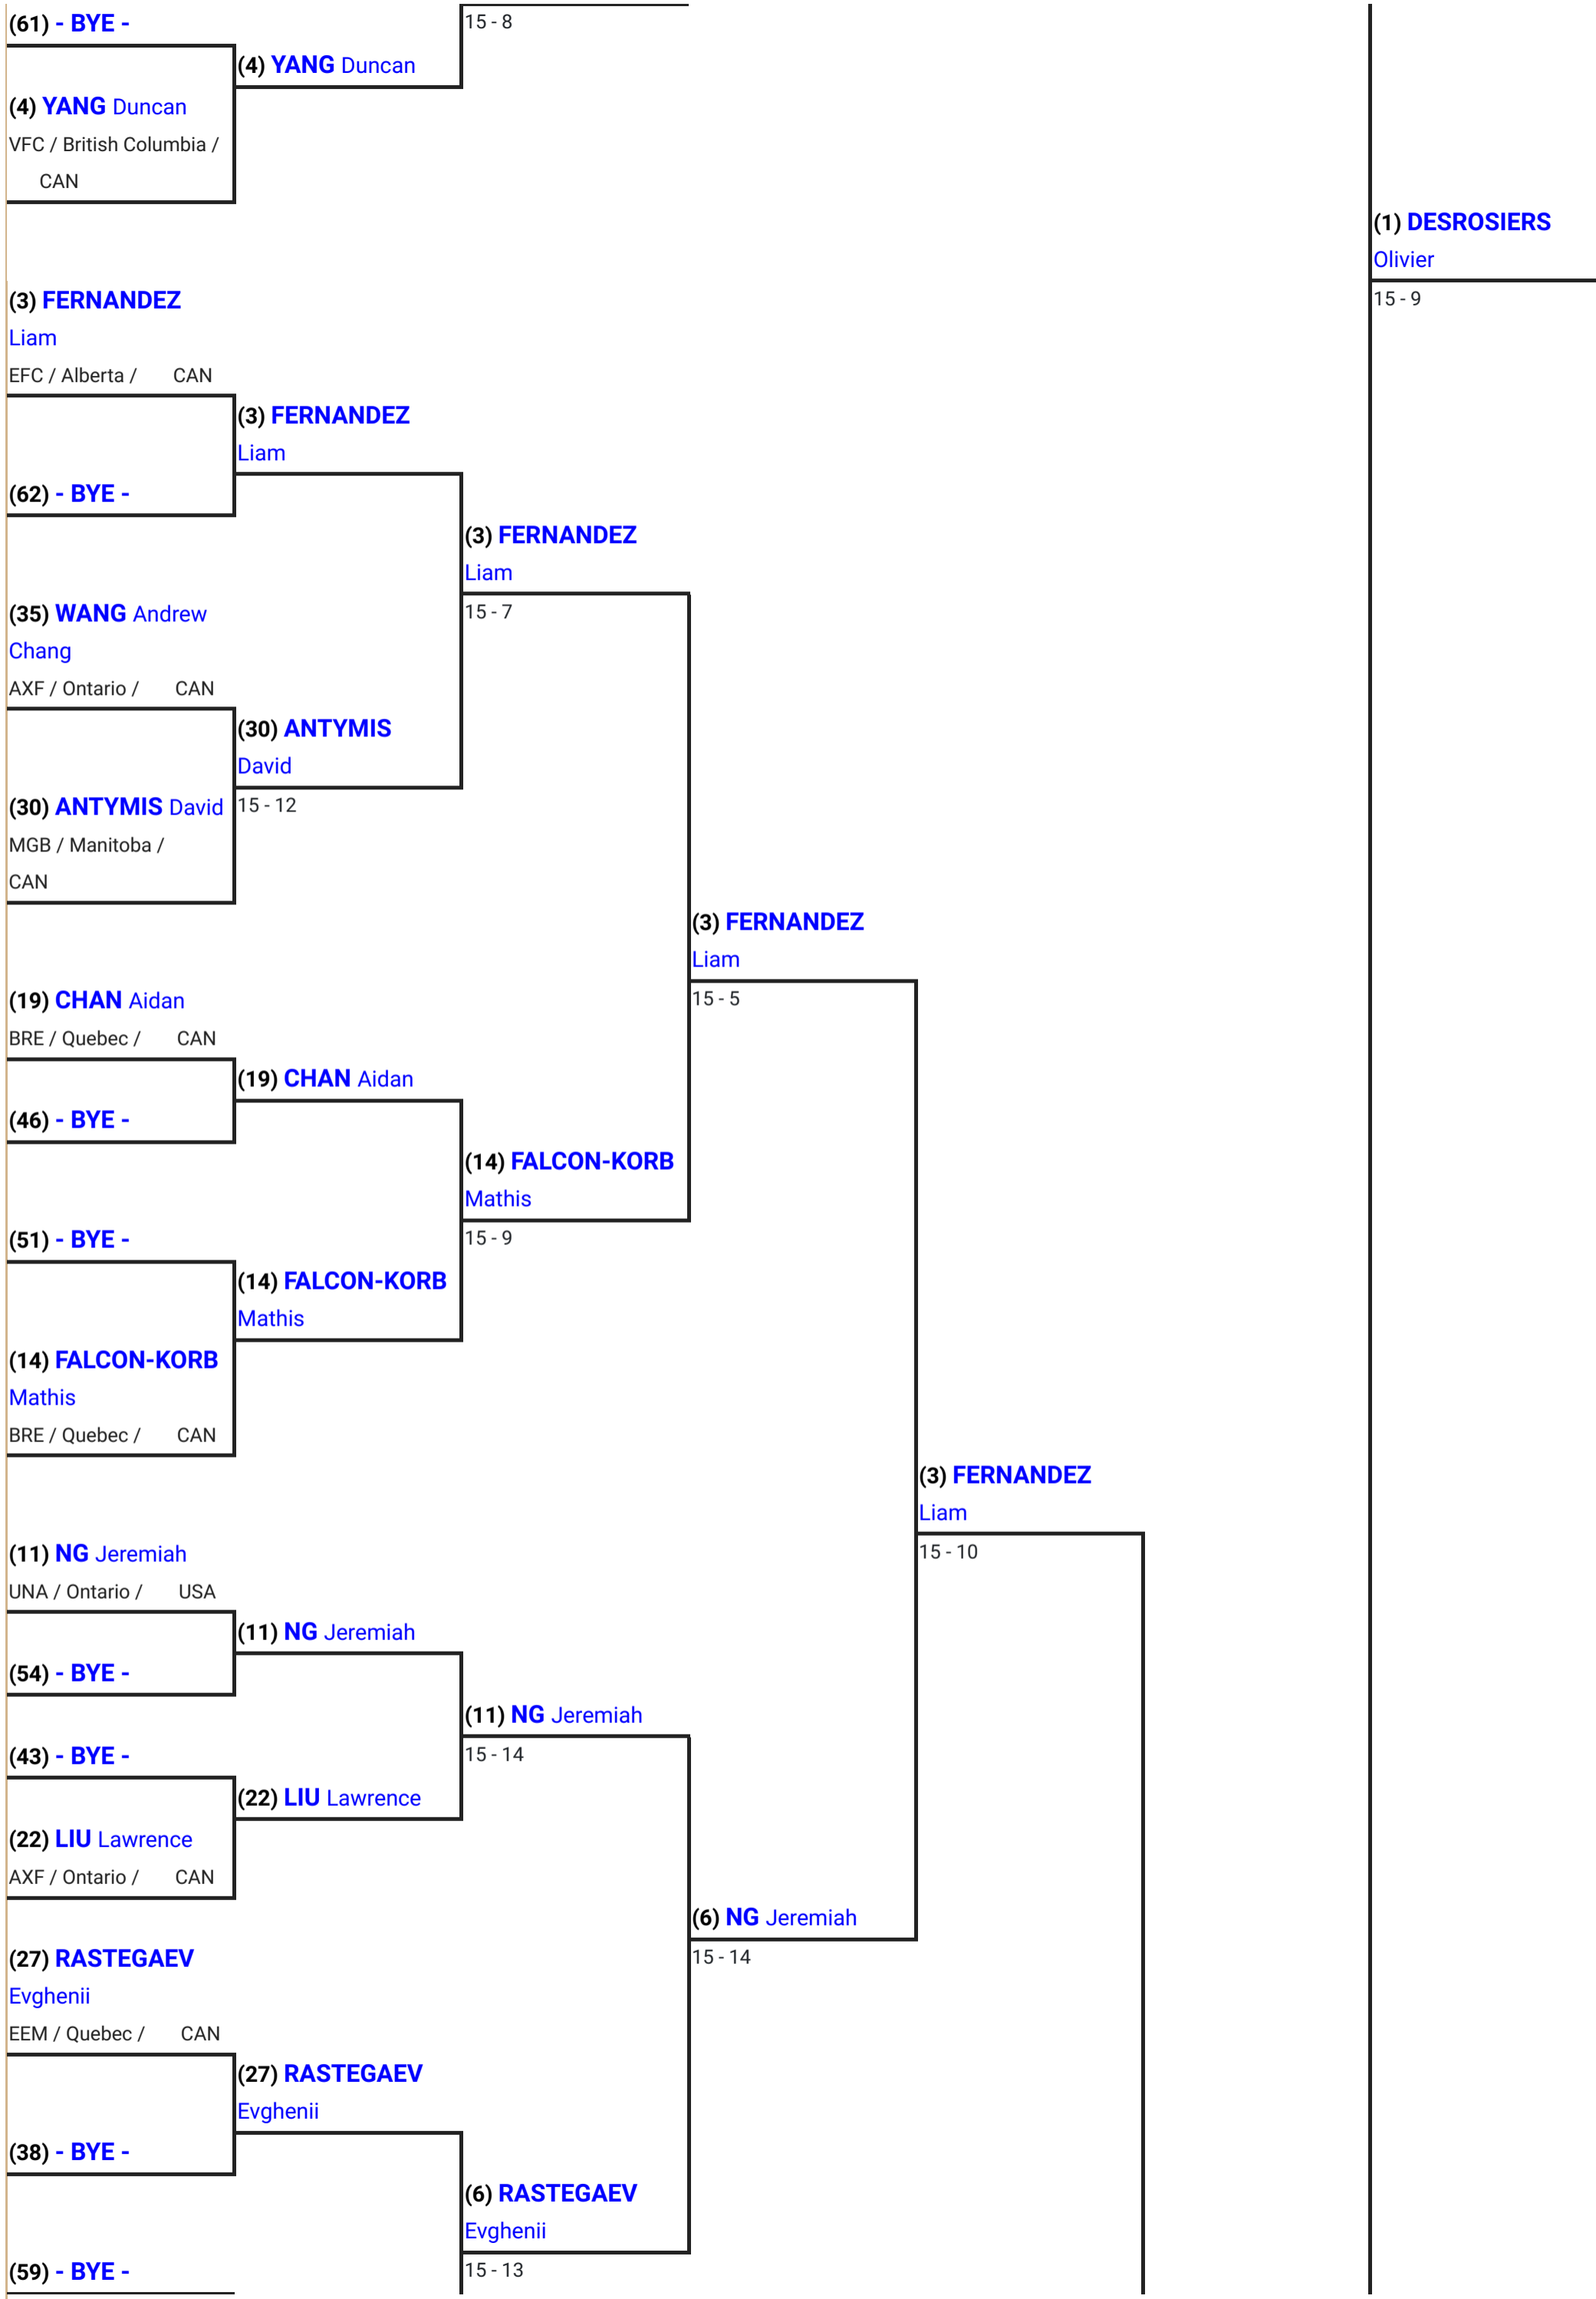 (61) - BYE -
15 - 8
(4) YANG Duncan
(4) YANG Duncan
VFC / British Columbia /
CAN
(1) DESROSIERS
Olivier
15 - 9
(3) FERNANDEZ
Liam
EFC / Alberta / CAN
(3) FERNANDEZ
Liam
(62) - BYE -
(3) FERNANDEZ
Liam
15 - 7
(35) WANG Andrew
Chang
AXF / Ontario / CAN
(30) ANTYMIS
David
15 - 12
(30) ANTYMIS David
MGB / Manitoba /
CAN
(3) FERNANDEZ
Liam
15 - 5
(19) CHAN Aidan
BRE / Quebec / CAN
(19) CHAN Aidan
(46) - BYE -
(14) FALCON-KORB
Mathis
15 - 9
(51) - BYE -
(14) FALCON-KORB
Mathis
(14) FALCON-KORB
Mathis
BRE / Quebec / CAN
(3) FERNANDEZ
Liam
15 - 10
(11) NG Jeremiah
UNA / Ontario / USA
(11) NG Jeremiah
(54) - BYE -
(11) NG Jeremiah
15 - 14
(43) - BYE -
(22) LIU Lawrence
(22) LIU Lawrence
AXF / Ontario / CAN
(6) NG Jeremiah
15 - 14
(27) RASTEGAEV
Evghenii
EEM / Quebec / CAN
(27) RASTEGAEV
Evghenii
(38) - BYE -
(6) RASTEGAEV
Evghenii
15 - 13
(59) - BYE -